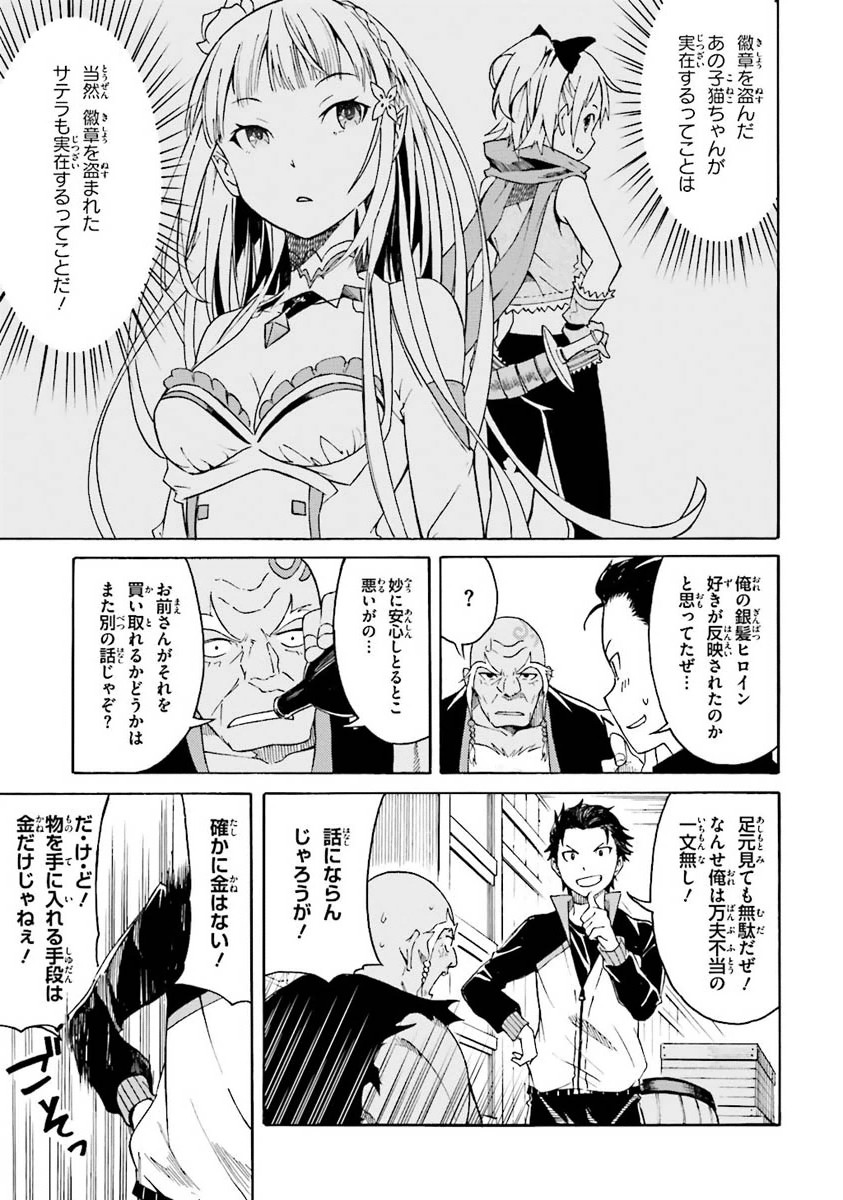 徽章を盗んだ
あの子猫ちゃんが
実在するってことは
当然 徽章を盗まれた
サテラも実在するってことだ！
俺の銀髪ヒロイン
好きが反映されたのか
と思ってたぜ…
？
妙に安心しとるとこ
悪いがの…
お前さんがそれを
買い取れるかどうかは
また別の話じゃぞ？
足元見ても無駄だぜ！
なんせ俺は万夫不当の
一文無し！
話にならん
じゃろうが！
確かに金はない！
だ・け・ど！
物を手に入れる手段は
金だけじゃねぇ！
ごそっ